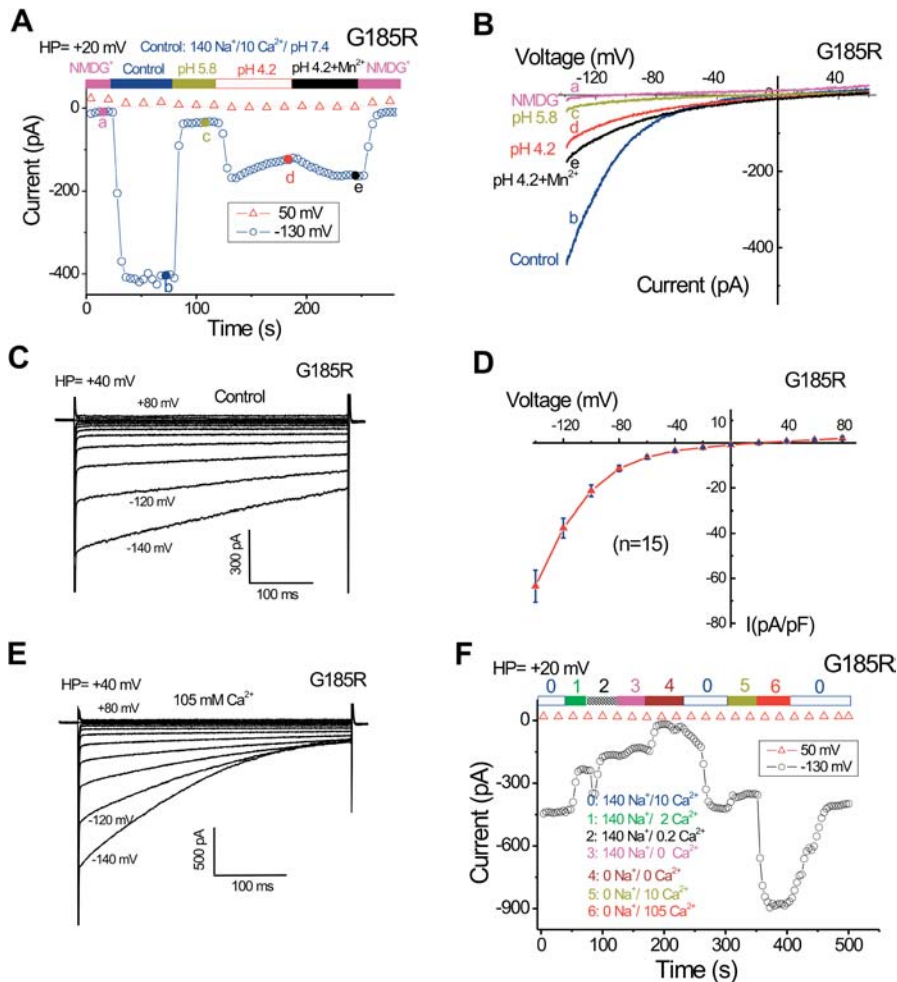 A
HP= +20 mV
Control: 140 Na⁺/10 Ca²⁺/ pH 7.4
G185R
NMDG⁺ Control pH 5.8 pH 4.2 pH 4.2+Mn²⁺ NMDG⁺
0
-200
-400
Current (pA)
a
b
c
d
e
50 mV
-130 mV
0 100 200
Time (s)
B
Voltage (mV)
G185R
-120 -80 -40 0 40
a
NMDG⁺
c
pH 5.8
d
pH 4.2
e
pH 4.2+Mn²⁺
b
Control
-200
-400
Current (pA)
C
HP= +40 mV
G185R
Control
+80 mV
-120 mV
-140 mV
300 pA
100 ms
D
G185R
Voltage (mV)
-120 -80 -40 0 40 80
10
-20
-40
-60
-80
(n=15)
I(pA/pF)
E
HP= +40 mV
G185R
105 mM Ca²⁺
+80 mV
-120 mV
-140 mV
500 pA
100 ms
F
HP= +20 mV
G185R
0 1 2 3 4 0 5 6 0
0
-300
-600
-900
Current (pA)
50 mV
-130 mV
0: 140 Na⁺/10 Ca²⁺
1: 140 Na⁺/ 2 Ca²⁺
2: 140 Na⁺/ 0.2 Ca²⁺
3: 140 Na⁺/ 0 Ca²⁺
4: 0 Na⁺/ 0 Ca²⁺
5: 0 Na⁺/ 10 Ca²⁺
6: 0 Na⁺/ 105 Ca²⁺
0 100 200 300 400 500
Time (s)